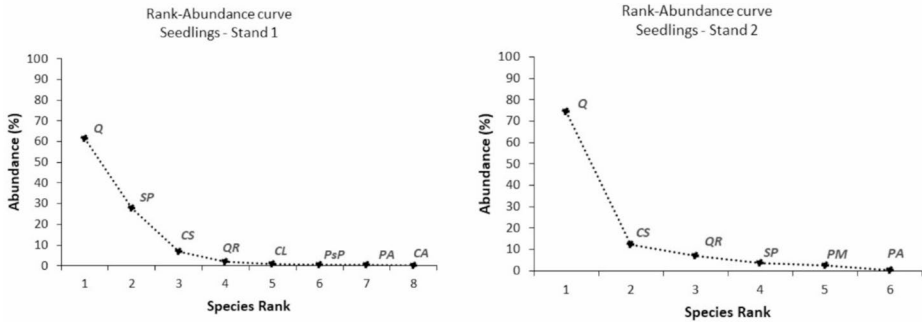 Rank-Abundance curve
Seedlings - Stand 1
Abundance (%)
100
90
80
70
60
50
40
30
20
10
0
Q
SP
CS
QR
CL
PsP
PA
CA
1 2 3 4 5 6 7 8
Species Rank
Rank-Abundance curve
Seedlings - Stand 2
Abundance (%)
100
90
80
70
60
50
40
30
20
10
0
Q
CS
QR
SP
PM
PA
1 2 3 4 5 6
Species Rank